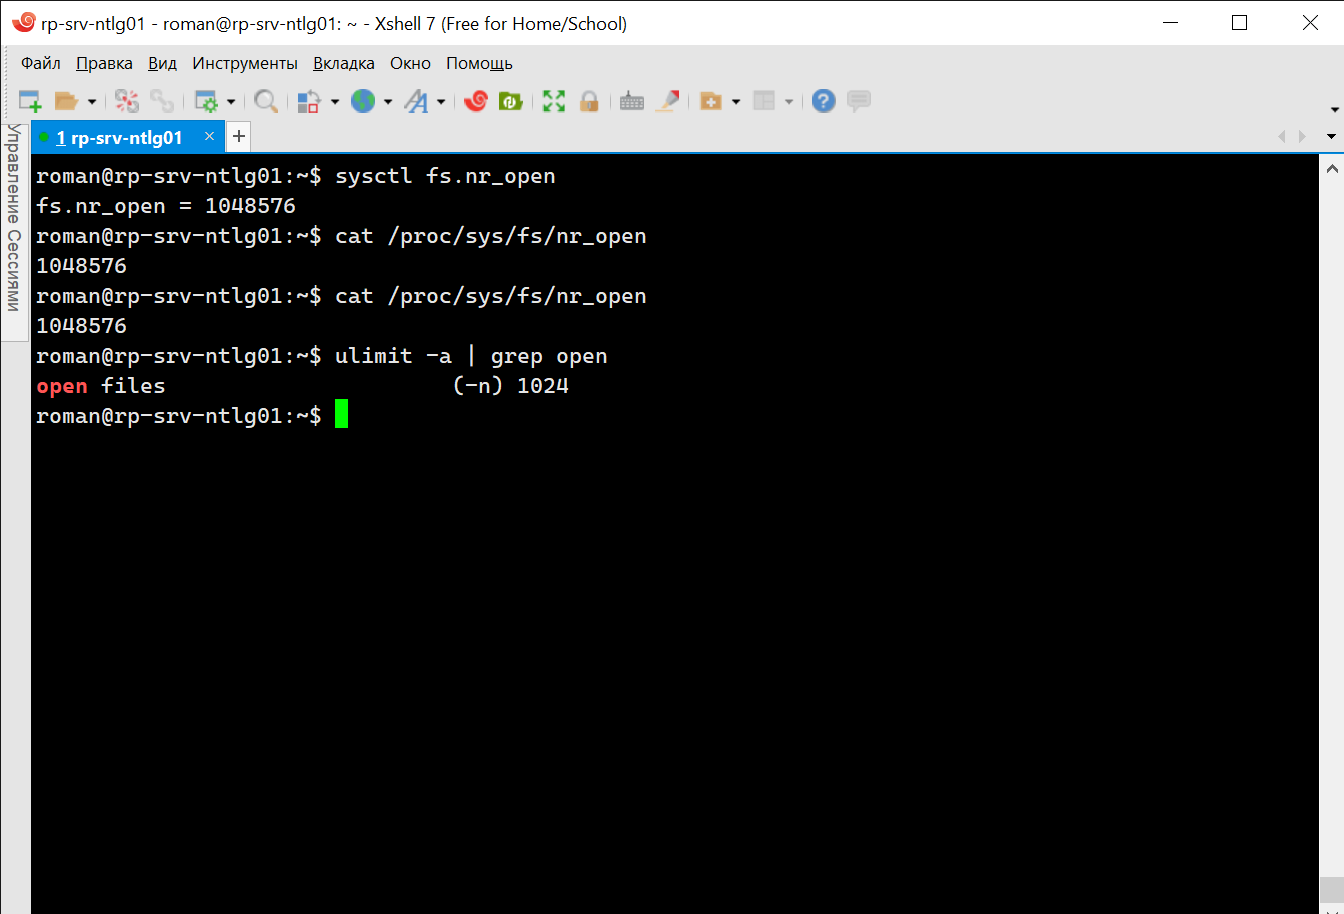 rp-srv-ntlg01 - roman@rp-srv-ntlg01: ~ - Xshell 7 (Free for Home/School)
Файл Правка Вид Инструменты Вкладка Окно Помощь
Управление Сессиями
1 rp-srv-ntlg01 × +
roman@rp-srv-ntlg01:~$ sysctl fs.nr_open
fs.nr_open = 1048576
roman@rp-srv-ntlg01:~$ cat /proc/sys/fs/nr_open
1048576
roman@rp-srv-ntlg01:~$ cat /proc/sys/fs/nr_open
1048576
roman@rp-srv-ntlg01:~$ ulimit -a | grep open
open files                      (-n) 1024
roman@rp-srv-ntlg01:~$